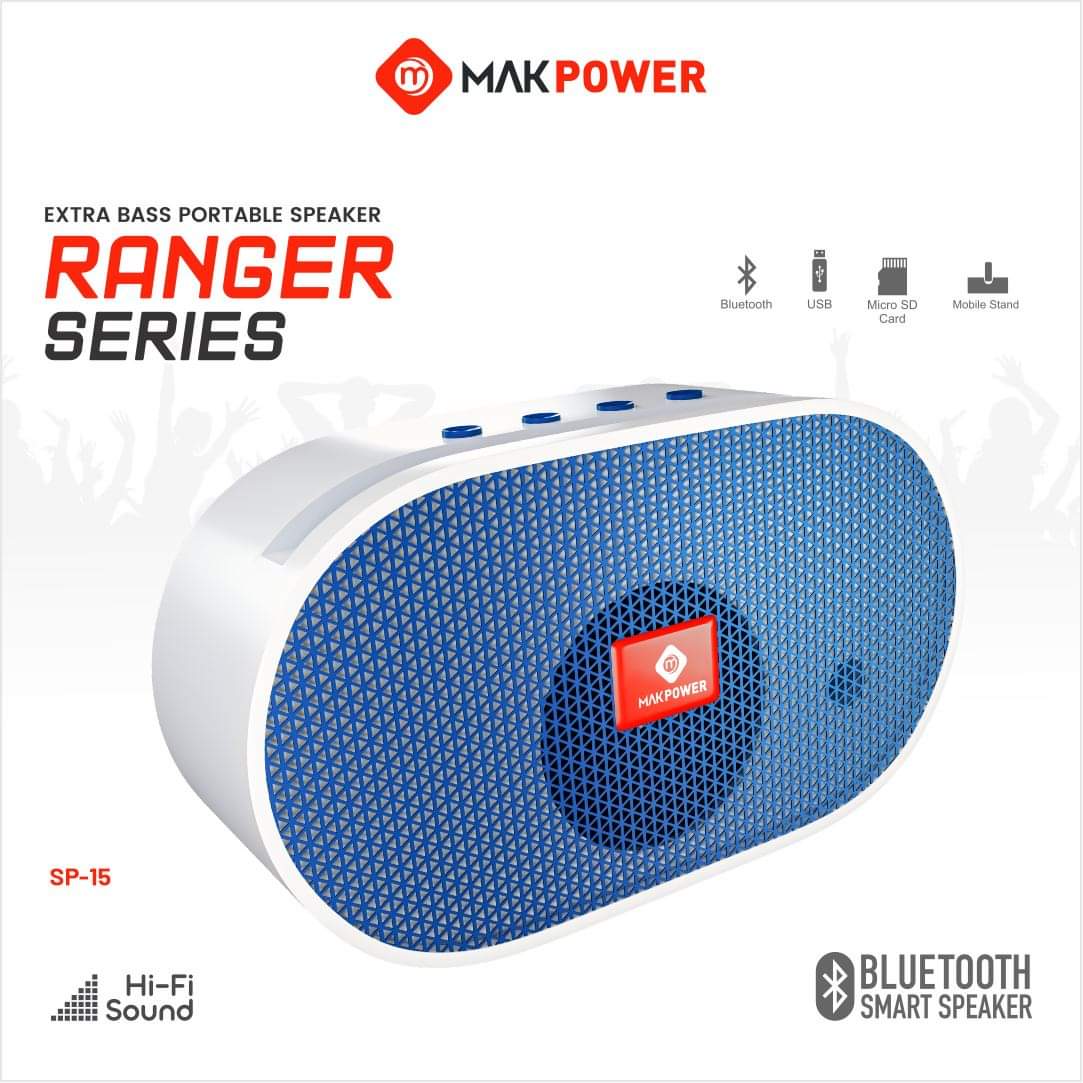 MAKPOWER
EXTRA BASS PORTABLE SPEAKER
RANGER
SERIES
Bluetooth
USB
Micro SD
Card
Mobile Stand
MAKPOWER
SP-15
Hi-Fi
Sound
BLUETOOTH
SMART SPEAKER